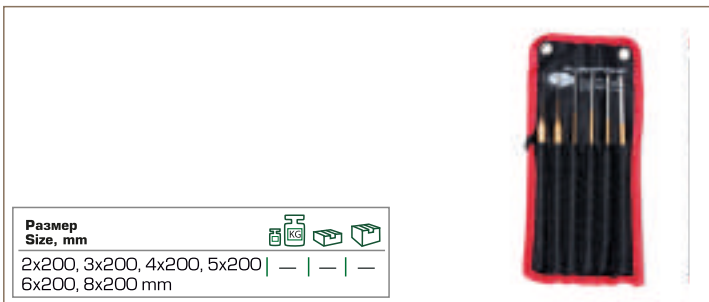 Размер
Size, mm
KG
2x200, 3x200, 4x200, 5x200 | — | — | —
6x200, 8x200 mm